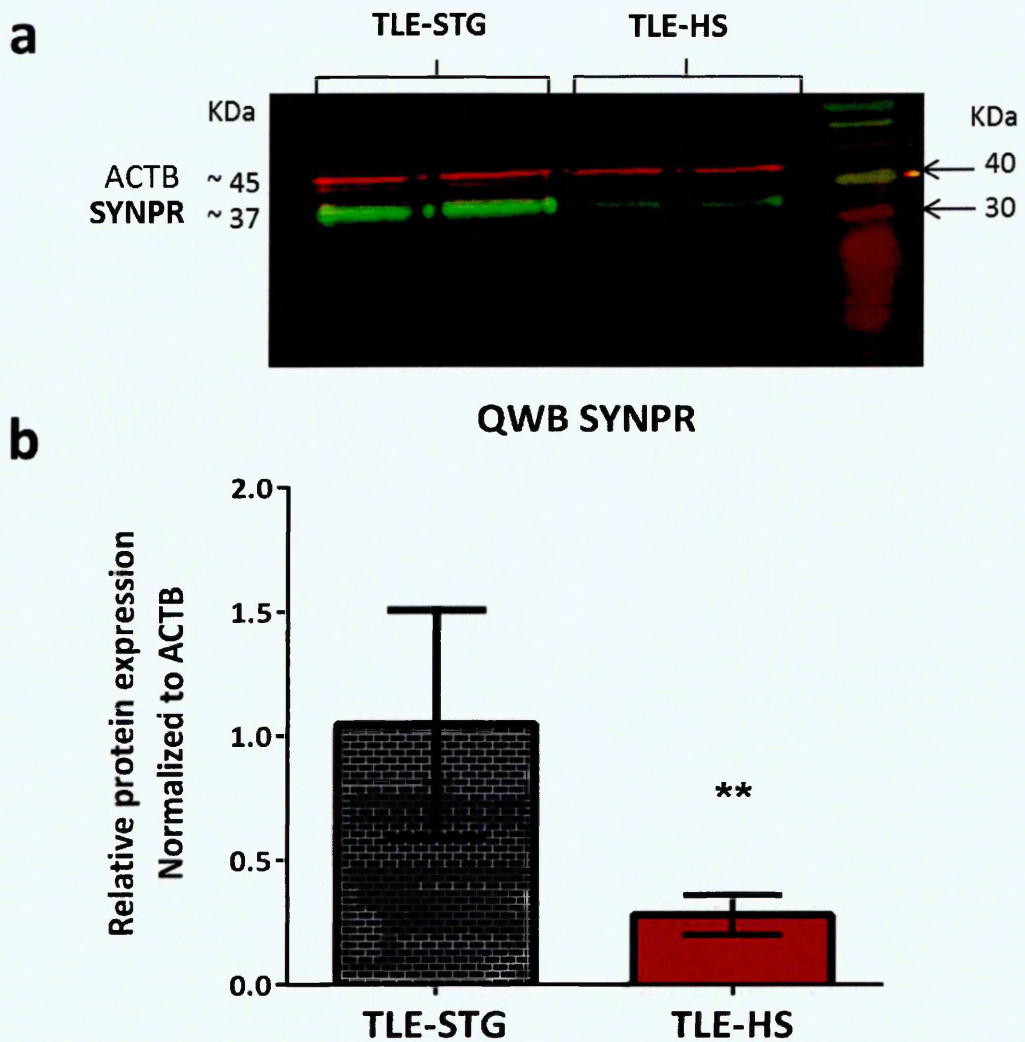 a
TLE-STG
TLE-HS
KDa
KDa
ACTB ~ 45
40
SYNPR ~ 37
30
b
QWB SYNPR
Relative protein expression
Normalized to ACTB
2.0
1.5
1.0
0.5
0.0
**
TLE-STG
TLE-HS